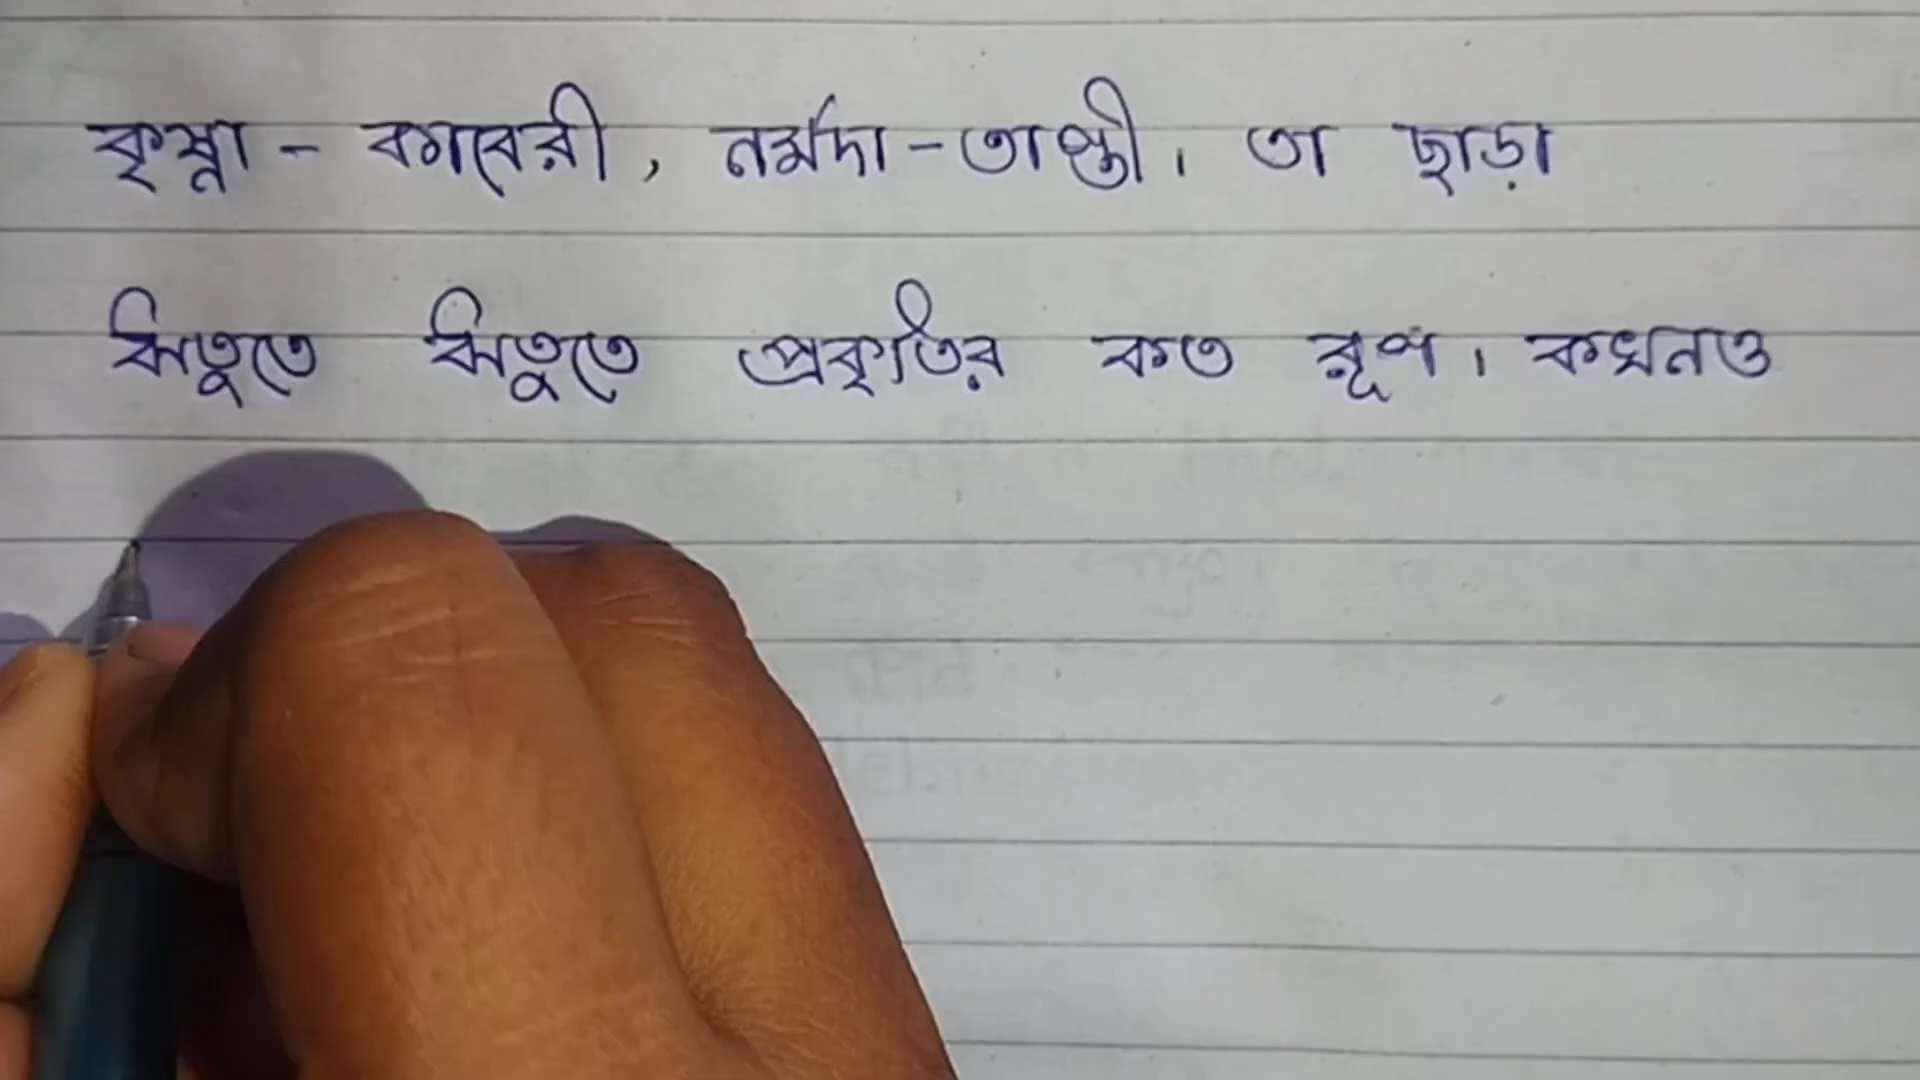 কৃষ্ণা - কাবেরী, নর্মদা - তাপ্তী। তা ছাড়া
ঋতুতে ঋতুতে প্রকৃতির কত রূপ। কখনও